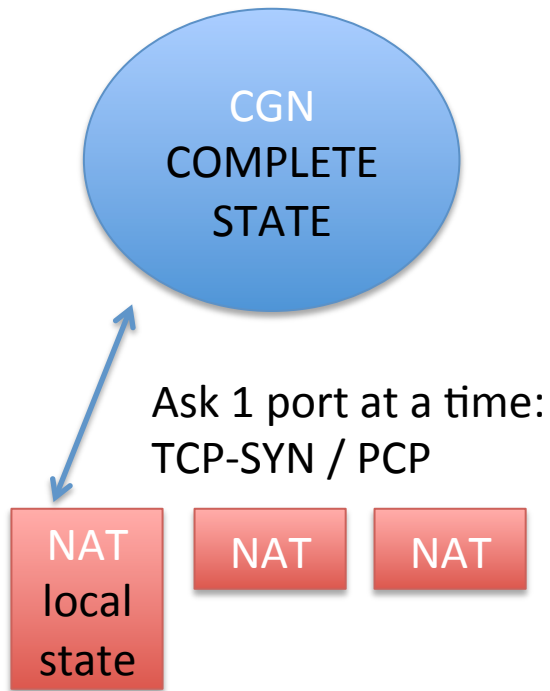 CGN
COMPLETE
STATE
Ask 1 port at a time:
TCP-SYN / PCP
NAT
local
state
NAT
NAT